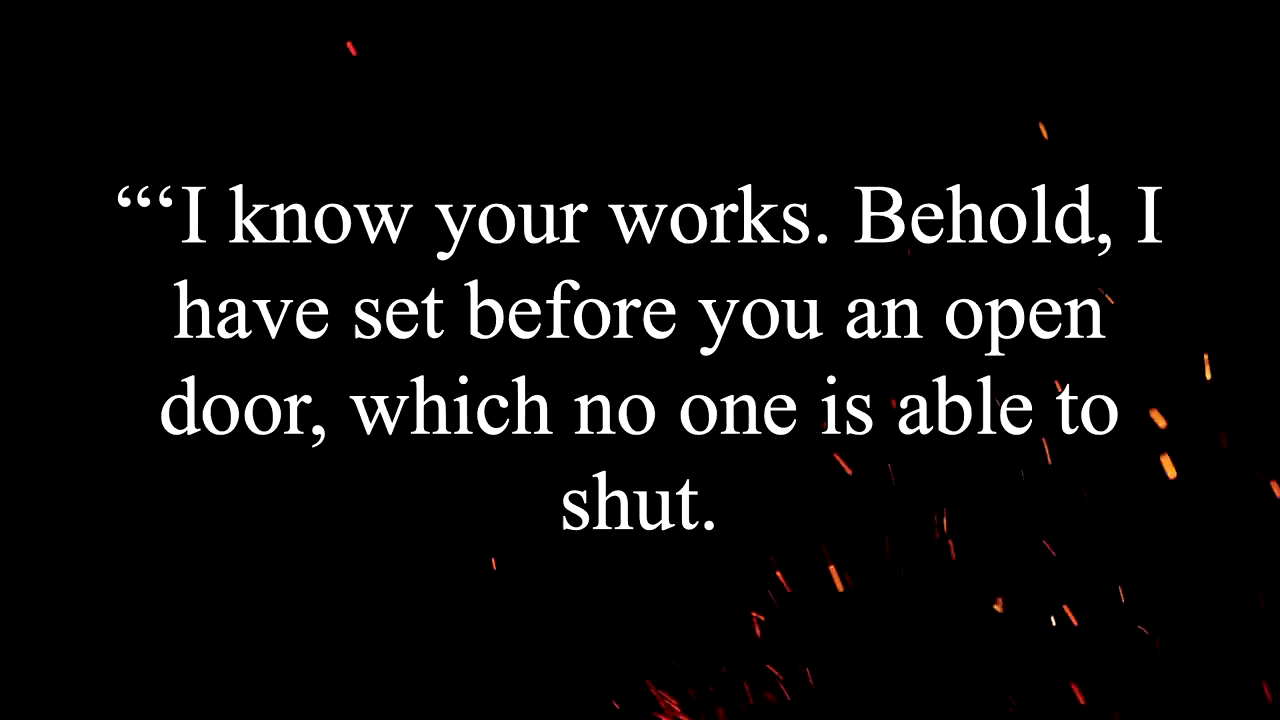 “‘I know your works. Behold, I
have set before you an open
door, which no one is able to
shut.